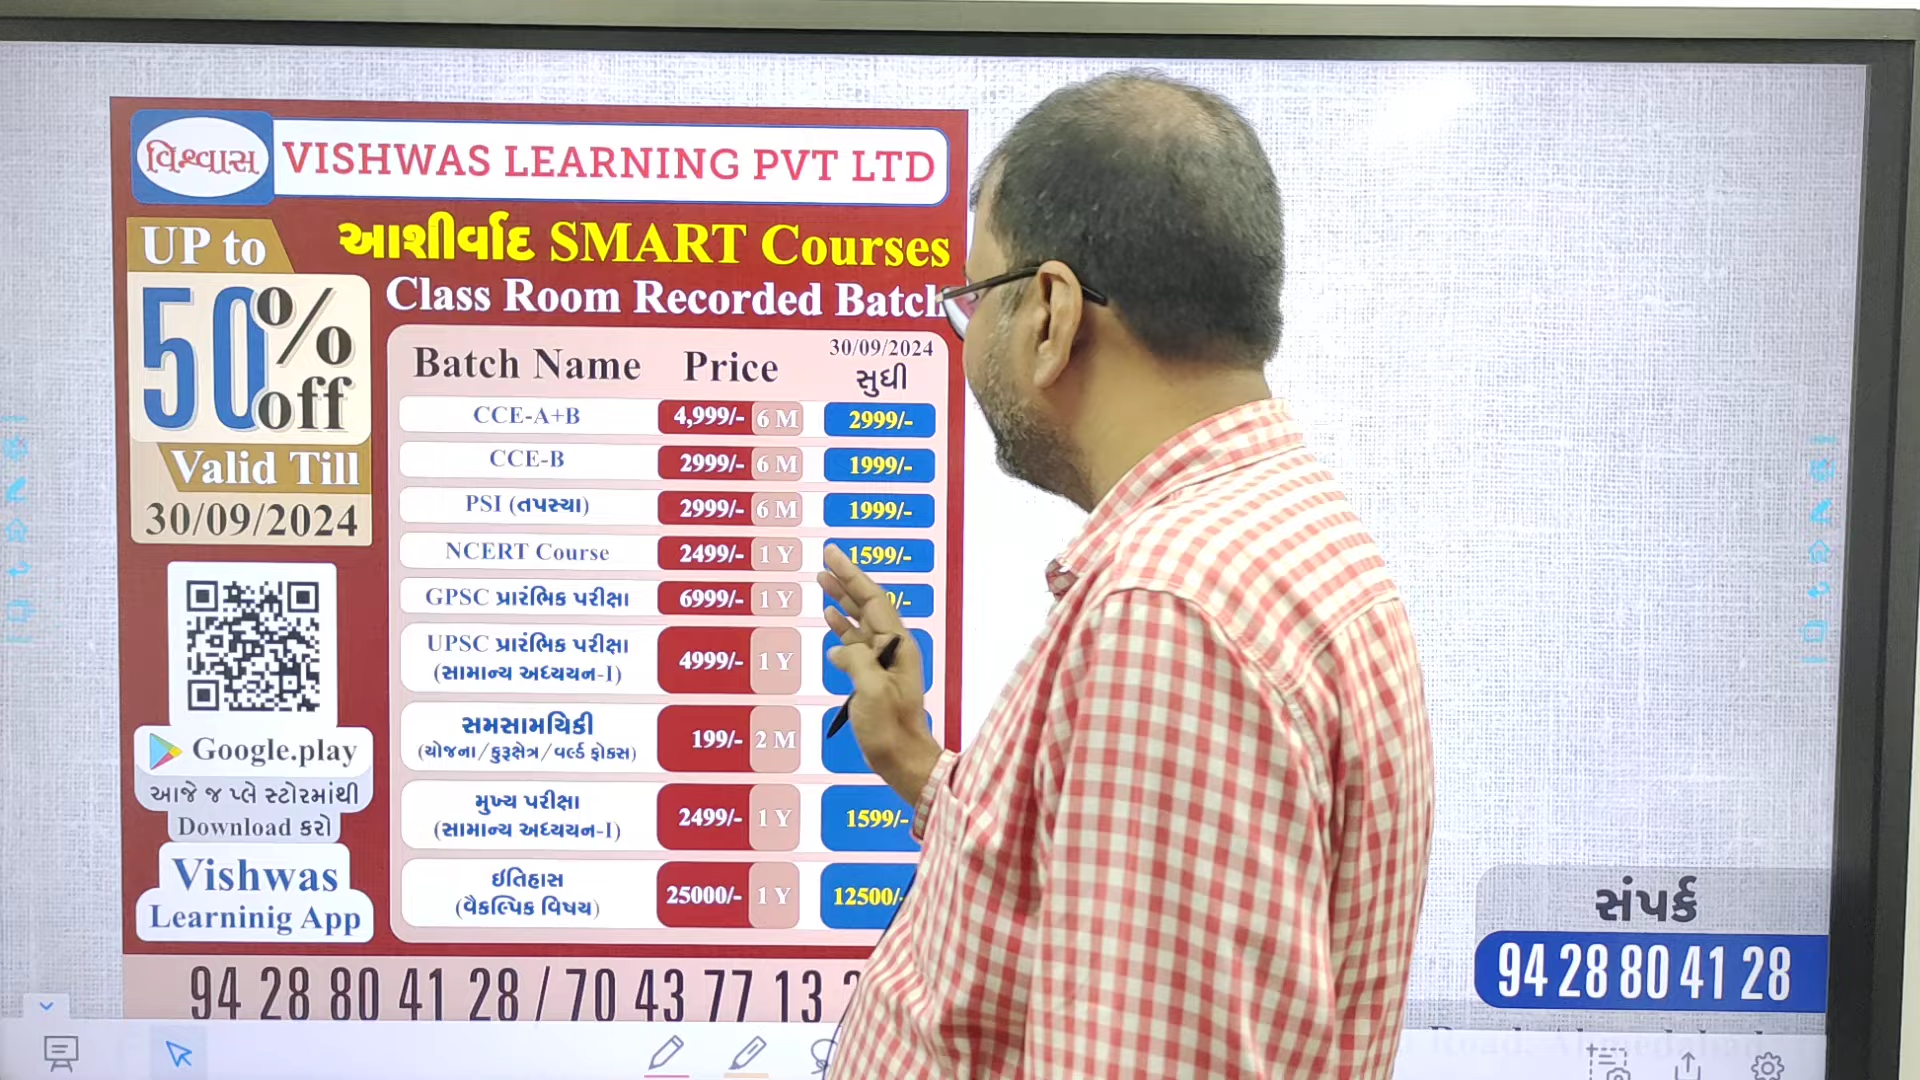 વિશ્વાસ
VISHWAS LEARNING PVT LTD
UP to
50% off
Valid Till
30/09/2024
આશીર્વાદ SMART Courses
Class Room Recorded Batch
Batch Name Price 30/09/2024 સુધી
CCE-A+B 4,999/- 6 M 2999/-
CCE-B 2999/- 6 M 1999/-
PSI (તપસ્યા) 2999/- 6 M 1999/-
NCERT Course 2499/- 1 Y 1599/-
GPSC પ્રારંભિક પરીક્ષા 6999/- 1 Y
UPSC પ્રારંભિક પરીક્ષા
(સામાન્ય અધ્યયન-I) 4999/- 1 Y
સમસામયિકી
(યોજના/કુરૂક્ષેત્ર/વર્લ્ડ ફોકસ) 199/- 2 M
મુખ્ય પરીક્ષા
(સામાન્ય અધ્યયન-I) 2499/- 1 Y 1599/-
ઈતિહાસ
(વૈકલ્પિક વિષય) 25000/- 1 Y 12500/-
Google.play
આજે જ પ્લે સ્ટોરમાંથી
Download કરો
Vishwas
Learninig App
94 28 80 41 28 / 70 43 77 13
સંપર્ક
94 28 80 41 28